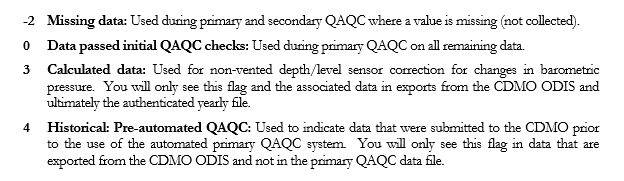 -2 Missing data: Used during primary and secondary QAQC where a value is missing (not collected).
0 Data passed initial QAQC checks: Used during primary QAQC on all remaining data.
3 Calculated data: Used for non-vented depth/level sensor correction for changes in barometric
pressure. You will only see this flag and the associated data in exports from the CDMO ODIS and
ultimately the authenticated yearly file.
4 Historical: Pre-automated QAQC: Used to indicate data that were submitted to the CDMO prior
to the use of the automated primary QAQC system. You will only see this flag in data that are
exported from the CDMO ODIS and not in the primary QAQC data file.